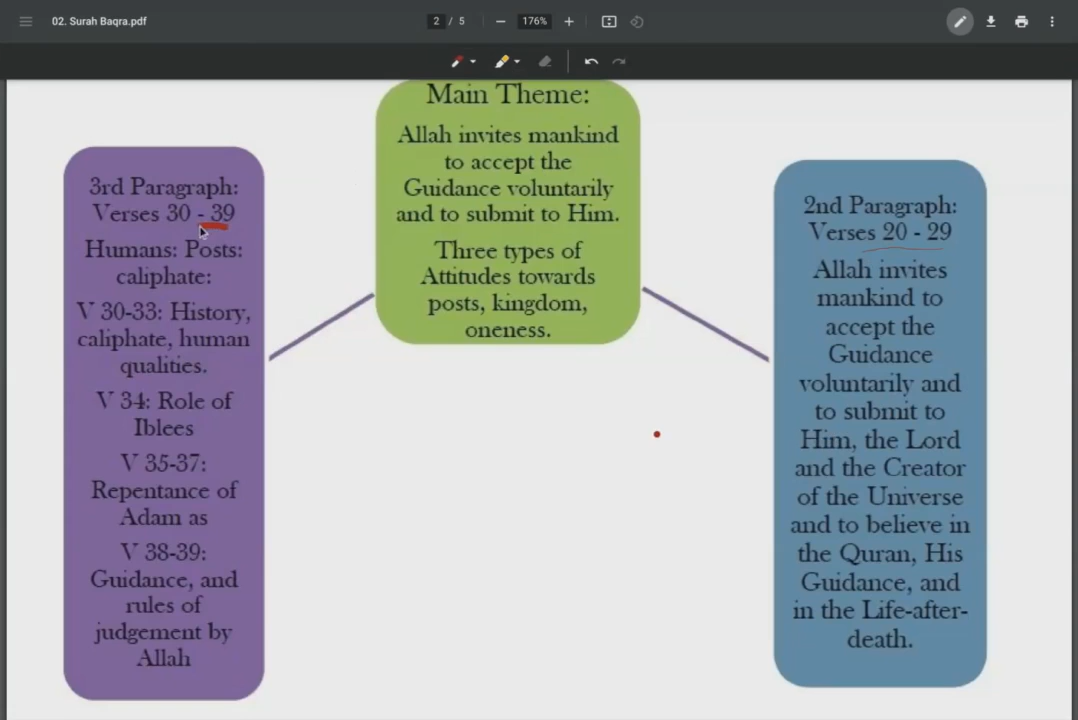 02. Surah Baqra.pdf
2 / 5
176%
Main Theme:
Allah invites mankind
to accept the
Guidance voluntarily
and to submit to Him.
Three types of
Attitudes towards
posts, kingdom,
oneness.
3rd Paragraph:
Verses 30 - 39
Humans: Posts:
caliphate:
V 30-33: History,
caliphate, human
qualities.
V 34: Role of
Iblees
V 35-37:
Repentance of
Adam as
V 38-39:
Guidance, and
rules of
judgement by
Allah
2nd Paragraph:
Verses 20 - 29
Allah invites
mankind to
accept the
Guidance
voluntarily and
to submit to
Him, the Lord
and the Creator
of the Universe
and to believe in
the Quran, His
Guidance, and
in the Life-after-
death.